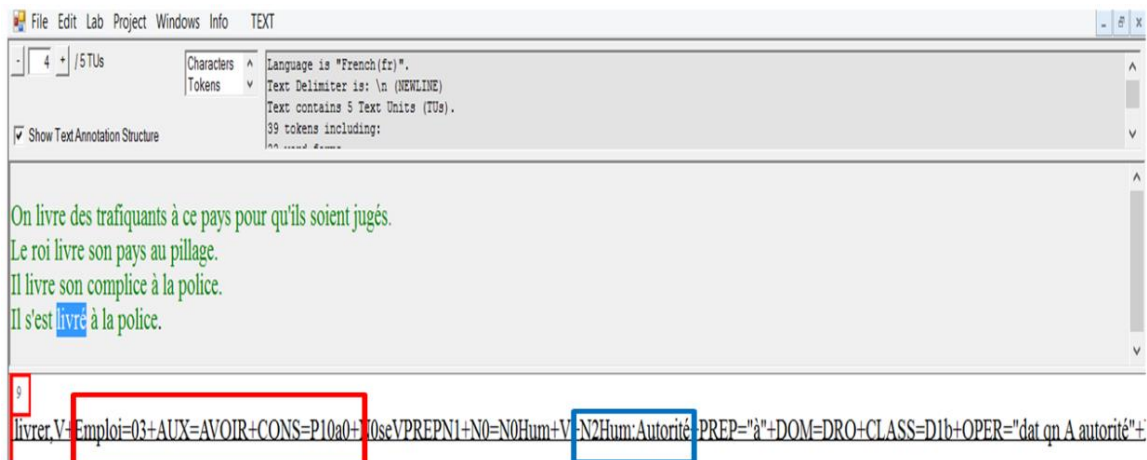 File Edit Lab Project Windows Info TEXT
- 4 + / 5 TUs
Characters
Tokens
Show Text Annotation Structure
Language is "French(fr)".
Text Delimiter is: \n (NEWLINE)
Text contains 5 Text Units (TUs).
39 tokens including:
On livre des trafiquants à ce pays pour qu'ils soient jugés.
Le roi livre son pays au pillage.
Il livre son complice à la police.
Il s'est livré à la police.
9
livrer,V+Emploi=03+AUX=AVOIR+CONS=P10a0+N0seVPREPN1+N0=N0Hum+V+N2Hum:Autorité+PREP="à"+DOM=DRO+CLASS=D1b+OPER="dat qn A autorité"+